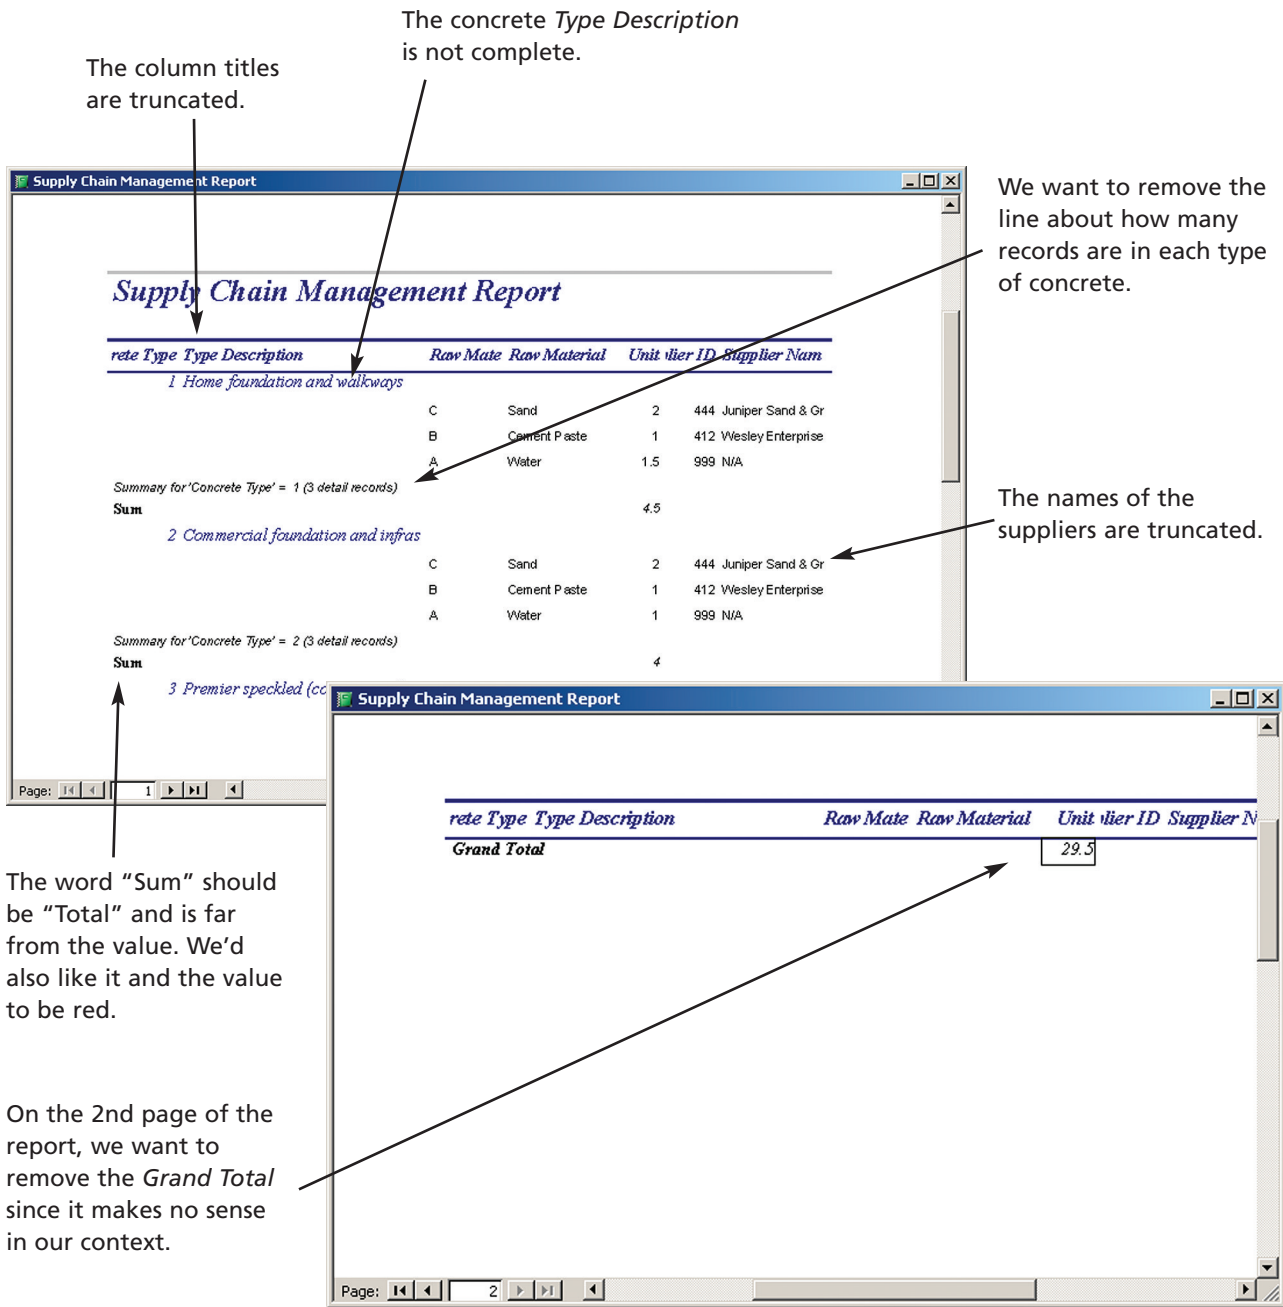 The concrete Type Description
is not complete.
The column titles
are truncated.
Supply Chain Management Report
We want to remove the
line about how many
records are in each type
of concrete.
Supply Chain Management Report
rete Type Type Description Raw Mate Raw Material Unit lier ID Supplier Nam
1 Home foundation and walkways
C Sand 2 444 Juniper Sand & Gr
B Cement Paste 1 412 Wesley Enterprise
A Water 1.5 999 N/A
Summary for 'Concrete Type' = 1 (3 detail records)
Sum 4.5
The names of the
suppliers are truncated.
2 Commercial foundation and infras
C Sand 2 444 Juniper Sand & Gr
B Cement Paste 1 412 Wesley Enterprise
A Water 1 999 N/A
Summary for 'Concrete Type' = 2 (3 detail records)
Sum 4
3 Premier speckled (co
Page: 1
Supply Chain Management Report
rete Type Type Description Raw Mate Raw Material Unit lier ID Supplier N
Grand Total 29.5
The word “Sum” should
be “Total” and is far
from the value. We’d
also like it and the value
to be red.
On the 2nd page of the
report, we want to
remove the Grand Total
since it makes no sense
in our context.
Page: 2